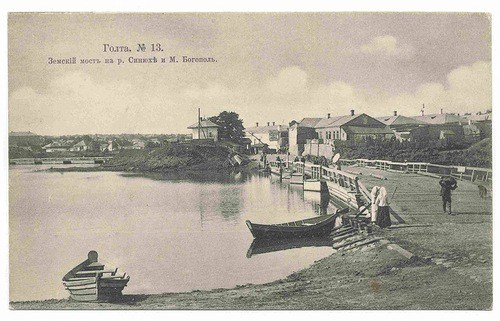 Голта. № 13.
Земскій мостъ на р. Синюхѣ и М. Богополь.